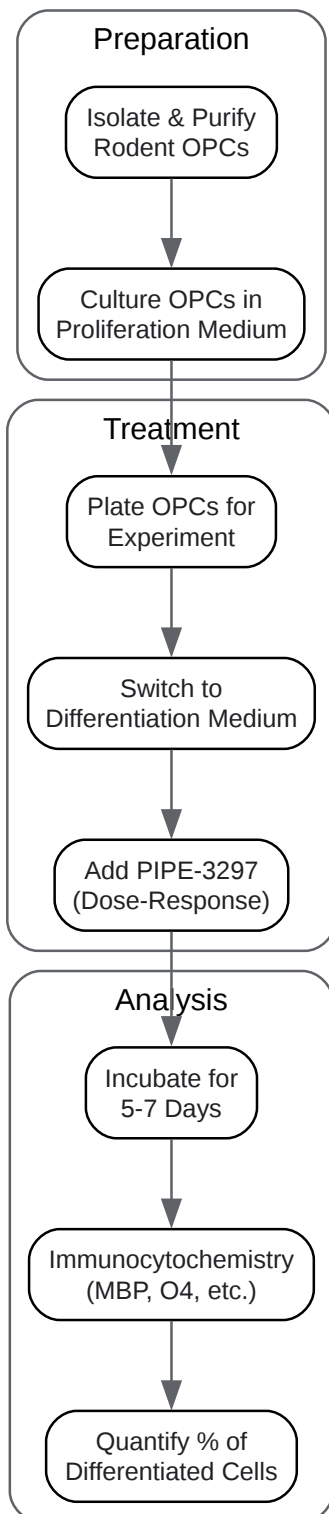 Preparation
Isolate & Purify
Rodent OPCs
Culture OPCs in
Proliferation Medium
Treatment
Plate OPCs for
Experiment
Switch to
Differentiation Medium
Add PIPE-3297
(Dose-Response)
Analysis
Incubate for
5-7 Days
Immunocytochemistry
(MBP, O4, etc.)
Quantify % of
Differentiated Cells